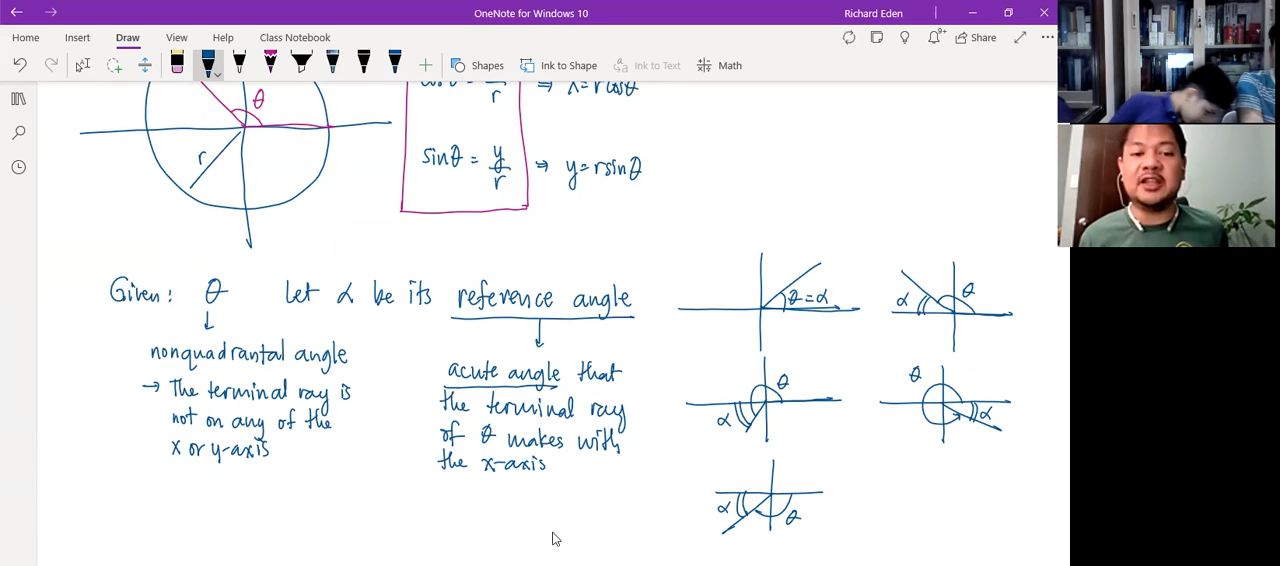 OneNote for Windows 10
Richard Eden
Home Insert Draw View Help Class Notebook
Share
Shapes Ink to Shape Ink to Text Math
θ
r
r ⇒ x = r cosθ
sinθ = y/r ⇒ y = r sinθ
Given: θ Let α be its reference angle
nonquadrantal angle
→ The terminal ray is
not on any of the
x or y-axis
acute angle that
the terminal ray
of θ makes with
the x-axis
θ = α
α θ
α θ
θ α
α θ